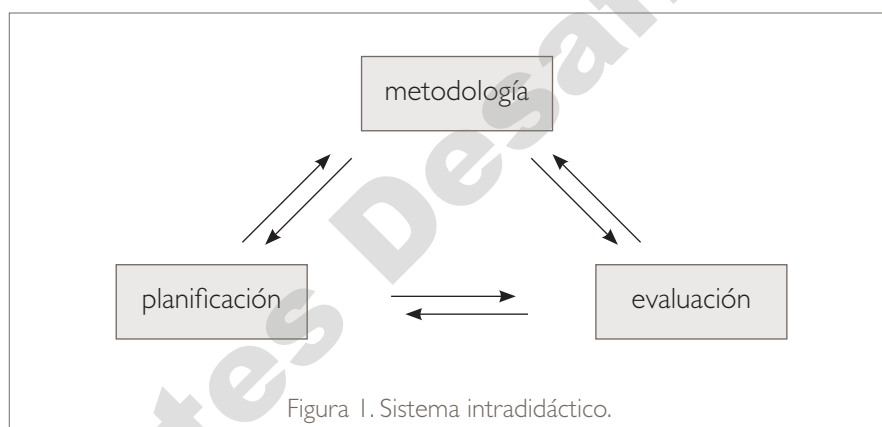 metodología
planificación
evaluación
Figura 1. Sistema intradidáctico.